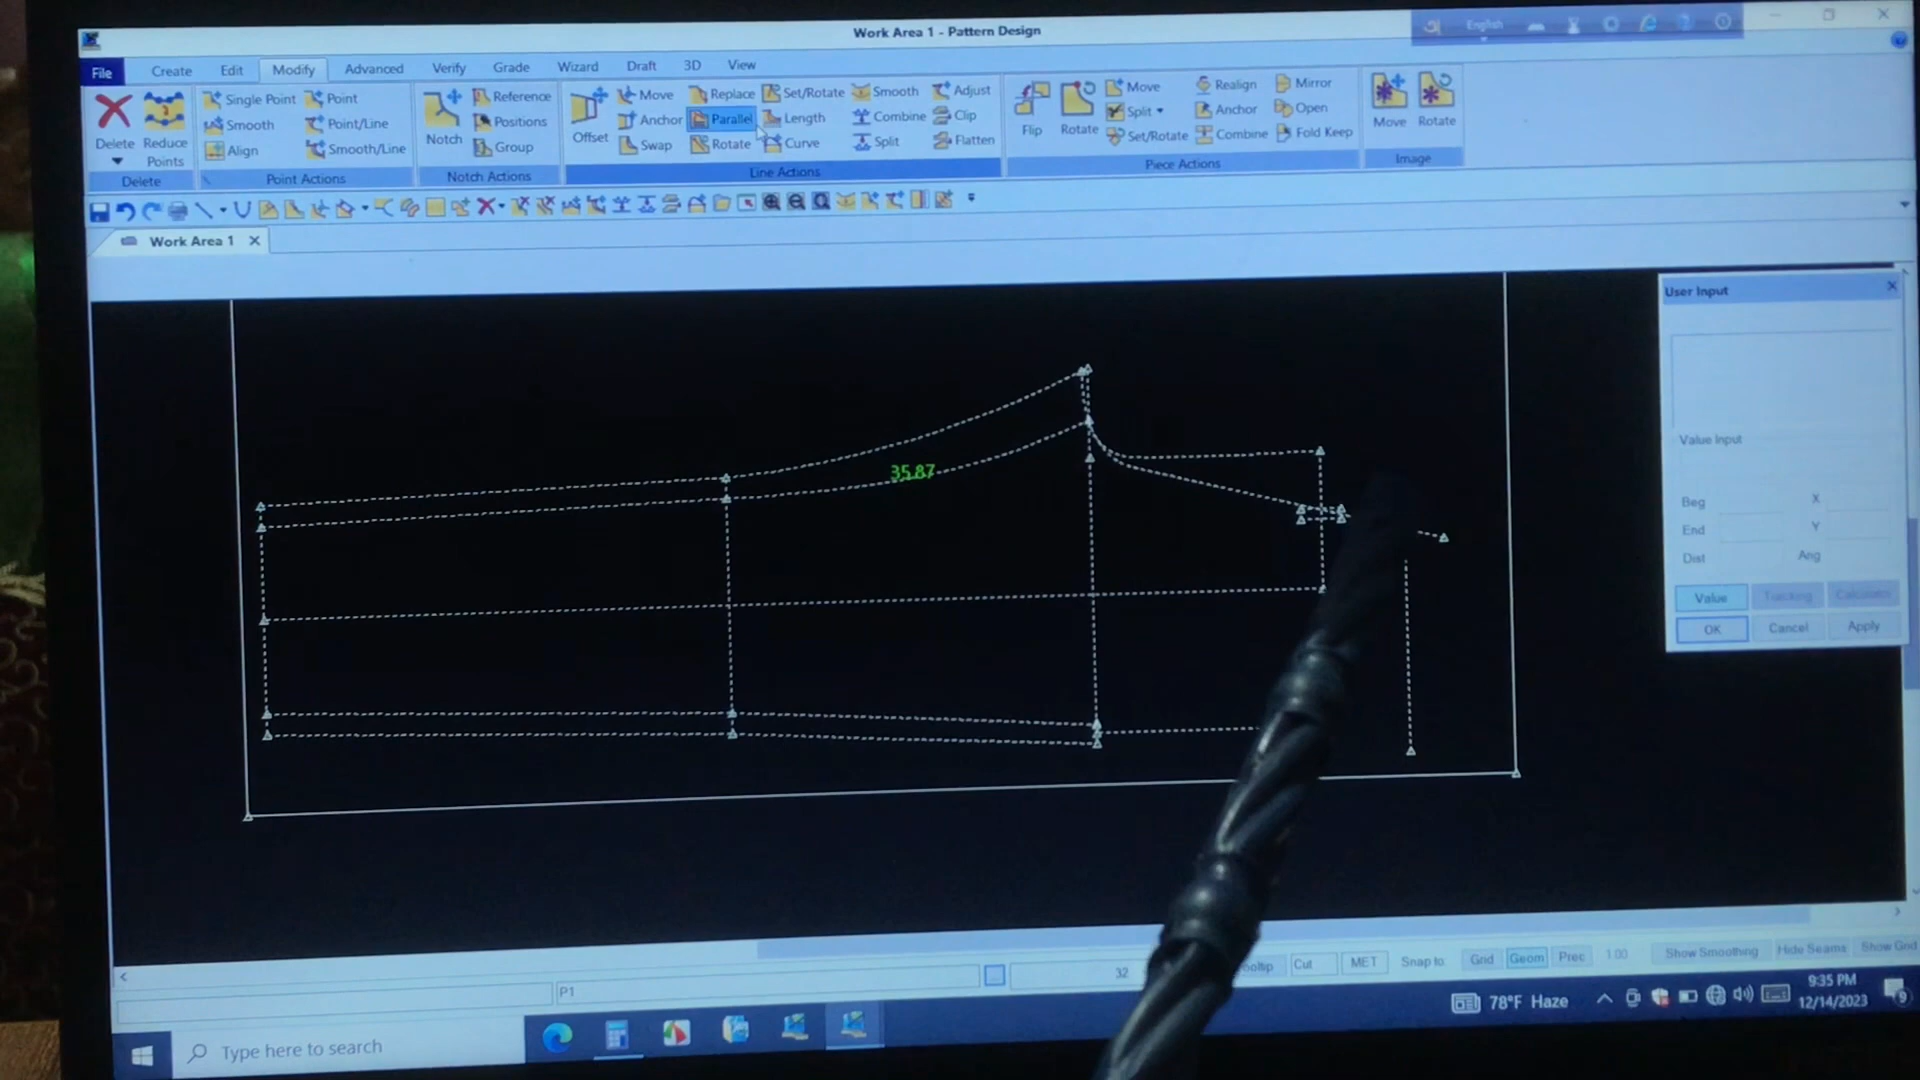 Work Area 1 - Pattern Design
English
File Create Edit Modify Advanced Verify Grade Wizard Draft 3D View
Delete
Reduce Points
Single Point
Smooth
Align
Point
Point/Line
Smooth/Line
Notch
Reference
Positions
Group
Offset
Move
Anchor
Swap
Replace
Parallel
Rotate
Set/Rotate
Length
Curve
Smooth
Combine
Split
Adjust
Clip
Flatten
Flip
Rotate
Move
Split
Set/Rotate
Realign
Anchor
Combine
Mirror
Open
Fold Keep
Move
Rotate
Delete
Point Actions
Notch Actions
Line Actions
Piece Actions
Image
Work Area 1
35.87
User Input
Value Input
Beg X
End Y
Dist Ang
Value Tracking
OK Cancel Apply
32
Cut
MET
Snap to:
Grid
Geom
Prec
1.00
Show Smoothing
Hide Seams
Show Grid
P1
Type here to search
78°F Haze
9:35 PM
12/14/2023
9